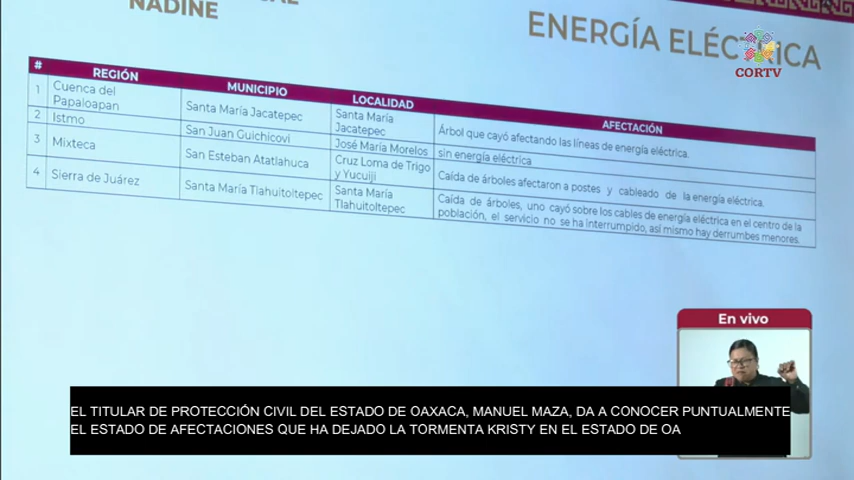 NADINE
ENERGÍA ELÉCTRICA
CORTV
# REGIÓN MUNICIPIO LOCALIDAD AFECTACIÓN
1 Cuenca del Papaloapan Santa María Jacatepec Santa María Jacatepec Árbol que cayó afectando las líneas de energía eléctrica.
2 Istmo San Juan Guichicovi José María Morelos sin energía eléctrica
3 Mixteca San Esteban Atatlahuca Cruz Loma de Trigo y Yucuiji Caída de árboles afectaron a postes y cableado de la energía eléctrica.
4 Sierra de Juárez Santa María Tlahuitoltepec Santa María Tlahuitoltepec Caída de árboles, uno cayó sobre los cables de energía eléctrica en el centro de la población, el servicio no se ha interrumpido, así mismo hay derrumbes menores.
En vivo
EL TITULAR DE PROTECCIÓN CIVIL DEL ESTADO DE OAXACA, MANUEL MAZA, DA A CONOCER PUNTUALMENTE
EL ESTADO DE AFECTACIONES QUE HA DEJADO LA TORMENTA KRISTY EN EL ESTADO DE OA